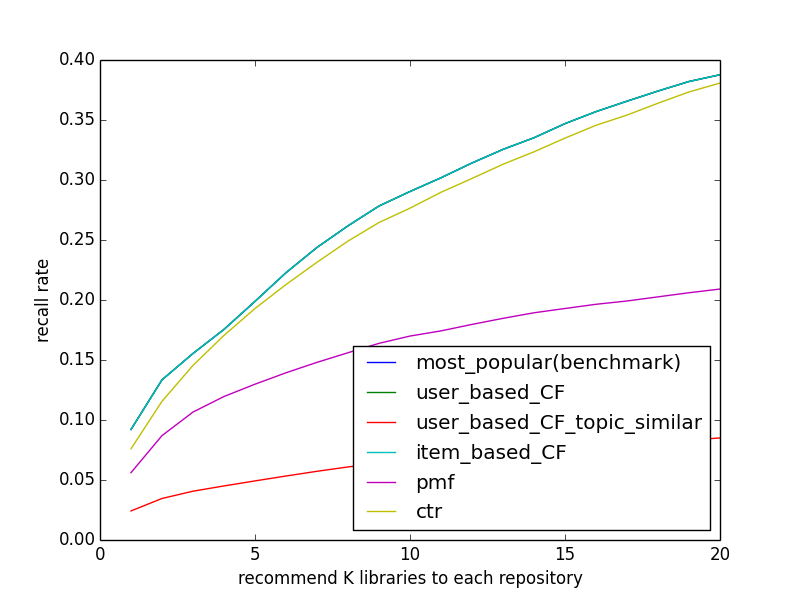 0.40
0.35
0.30
0.25
0.20
0.15
0.10
0.05
0.00
recall rate
most_popular(benchmark)
user_based_CF
user_based_CF_topic_similar
item_based_CF
pmf
ctr
0 5 10 15 20
recommend K libraries to each repository